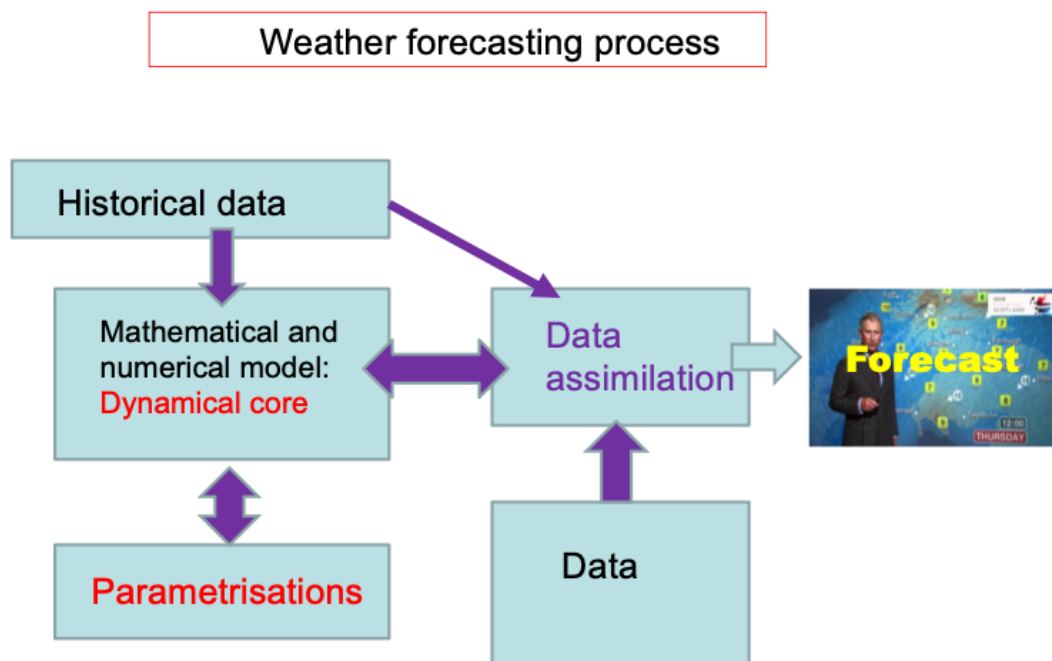 Weather forecasting process
Historical data
Mathematical and
numerical model:
Dynamical core
Data
assimilation
Parametrisations
Data
Forecast
SCOTLAND
12:00
THURSDAY